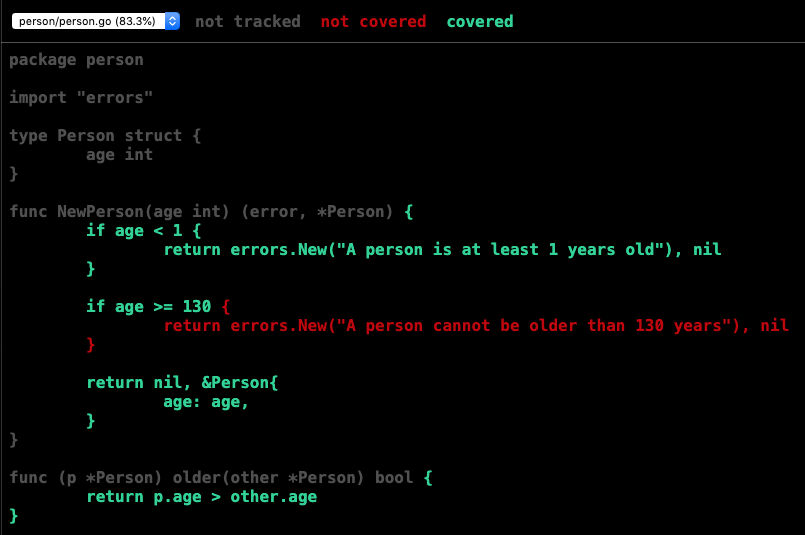 person/person.go (83.3%) not tracked not covered covered
package person
import "errors"
type Person struct {
        age int
}
func NewPerson(age int) (error, *Person) {
        if age < 1 {
                return errors.New("A person is at least 1 years old"), nil
        }
        if age >= 130 {
                return errors.New("A person cannot be older than 130 years"), nil
        }
        return nil, &Person{
                age: age,
        }
}
func (p *Person) older(other *Person) bool {
        return p.age > other.age
}